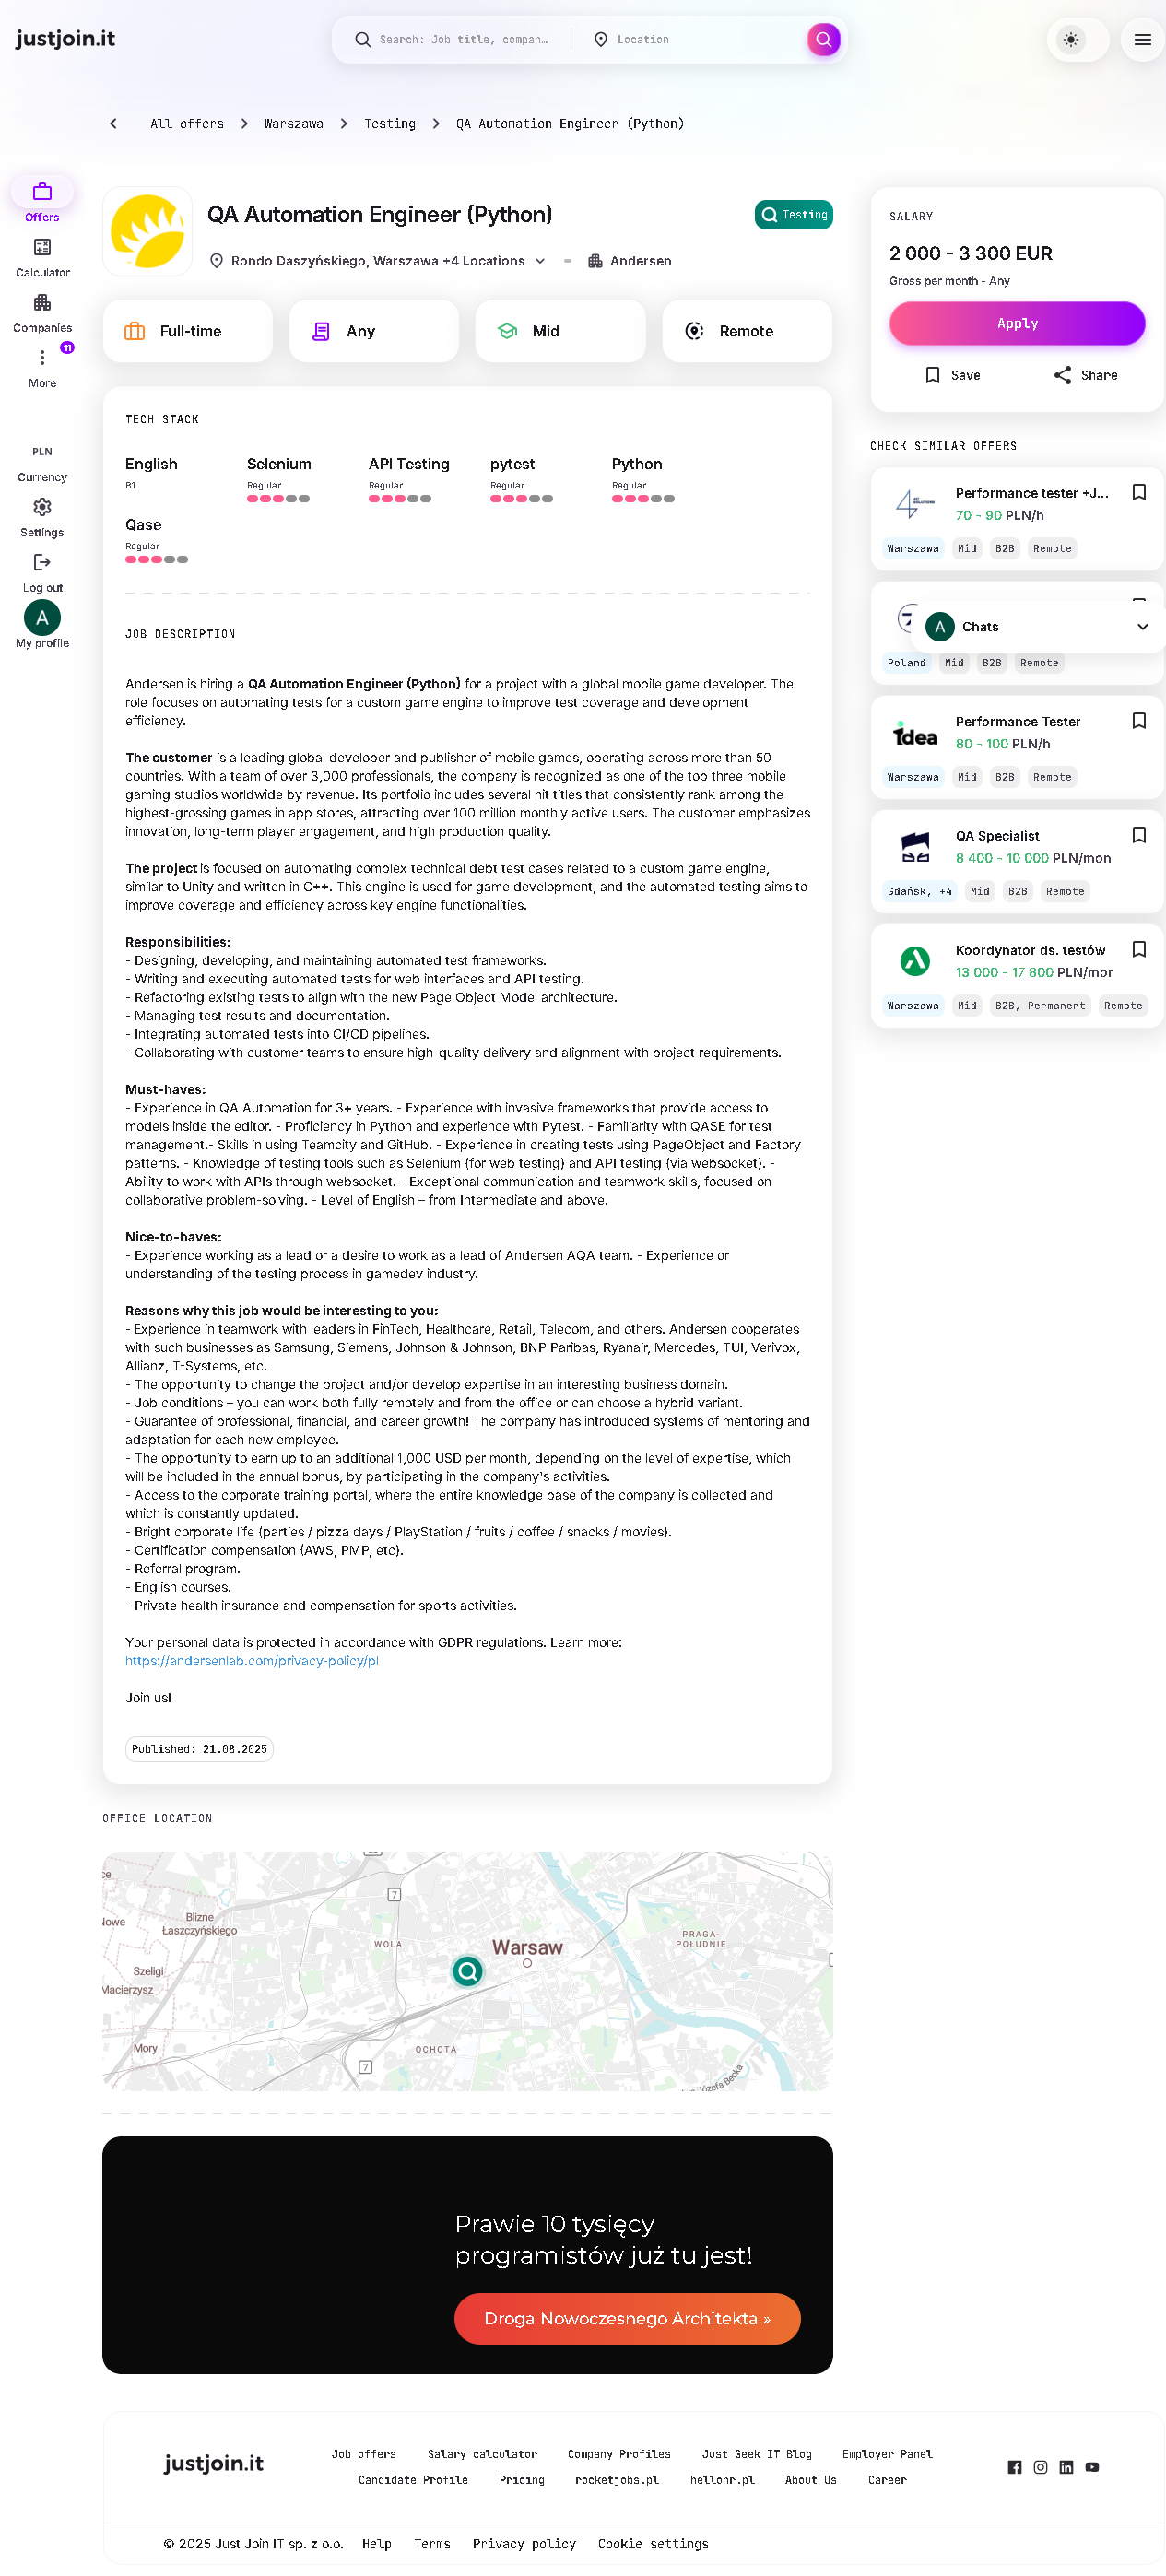 justjoin.it
Search: Job title, compan…
Location
All offers
Warszawa
Testing
QA Automation Engineer (Python)
Offers
Calculator
Companies
11
More
PLN
Currency
Settings
Log out
A
My profile
QA Automation Engineer (Python)
Testing
Rondo Daszyńskiego, Warszawa +4 Locations
Andersen
Full-time
Any
Mid
Remote
TECH STACK
English
B1
Selenium
Regular
API Testing
Regular
pytest
Regular
Python
Regular
Qase
Regular
JOB DESCRIPTION
Andersen is hiring a QA Automation Engineer (Python) for a project with a global mobile game developer. The
role focuses on automating tests for a custom game engine to improve test coverage and development
efficiency.
The customer is a leading global developer and publisher of mobile games, operating across more than 50
countries. With a team of over 3,000 professionals, the company is recognized as one of the top three mobile
gaming studios worldwide by revenue. Its portfolio includes several hit titles that consistently rank among the
highest-grossing games in app stores, attracting over 100 million monthly active users. The customer emphasizes
innovation, long-term player engagement, and high production quality.
The project is focused on automating complex technical debt test cases related to a custom game engine,
similar to Unity and written in C++. This engine is used for game development, and the automated testing aims to
improve coverage and efficiency across key engine functionalities.
Responsibilities:
- Designing, developing, and maintaining automated test frameworks.
- Writing and executing automated tests for web interfaces and API testing.
- Refactoring existing tests to align with the new Page Object Model architecture.
- Managing test results and documentation.
- Integrating automated tests into CI/CD pipelines.
- Collaborating with customer teams to ensure high-quality delivery and alignment with project requirements.
Must-haves:
- Experience in QA Automation for 3+ years. - Experience with invasive frameworks that provide access to
models inside the editor. - Proficiency in Python and experience with Pytest. - Familiarity with QASE for test
management.- Skills in using Teamcity and GitHub. - Experience in creating tests using PageObject and Factory
patterns. - Knowledge of testing tools such as Selenium (for web testing) and API testing (via websocket). -
Ability to work with APIs through websocket. - Exceptional communication and teamwork skills, focused on
collaborative problem-solving. - Level of English – from Intermediate and above.
Nice-to-haves:
- Experience working as a lead or a desire to work as a lead of Andersen AQA team. - Experience or
understanding of the testing process in gamedev industry.
Reasons why this job would be interesting to you:
- Experience in teamwork with leaders in FinTech, Healthcare, Retail, Telecom, and others. Andersen cooperates
with such businesses as Samsung, Siemens, Johnson & Johnson, BNP Paribas, Ryanair, Mercedes, TUI, Verivox,
Allianz, T-Systems, etc.
- The opportunity to change the project and/or develop expertise in an interesting business domain.
- Job conditions – you can work both fully remotely and from the office or can choose a hybrid variant.
- Guarantee of professional, financial, and career growth! The company has introduced systems of mentoring and
adaptation for each new employee.
- The opportunity to earn up to an additional 1,000 USD per month, depending on the level of expertise, which
will be included in the annual bonus, by participating in the company's activities.
- Access to the corporate training portal, where the entire knowledge base of the company is collected and
which is constantly updated.
- Bright corporate life (parties / pizza days / PlayStation / fruits / coffee / snacks / movies).
- Certification compensation (AWS, PMP, etc).
- Referral program.
- English courses.
- Private health insurance and compensation for sports activities.
Your personal data is protected in accordance with GDPR regulations. Learn more:
https://andersenlab.com/privacy-policy/pl
Join us!
Published: 21.08.2025
SALARY
2 000 - 3 300 EUR
Gross per month - Any
Apply
Save
Share
CHECK SIMILAR OFFERS
Performance tester +J...
70 - 90 PLN/h
Warszawa
Mid
B2B
Remote
A
Chats
Poland
Mid
B2B
Remote
idea
Performance Tester
80 - 100 PLN/h
Warszawa
Mid
B2B
Remote
QA Specialist
8 400 - 10 000 PLN/mon
Gdańsk, +4
Mid
B2B
Remote
Koordynator ds. testów
13 000 - 17 800 PLN/mor
Warszawa
Mid
B2B, Permanent
Remote
OFFICE LOCATION
7
Blizne
Łaszczyńskiego
WOLA
Warsaw
PRAGA-
POŁUDNIE
Szeligi
Macierzysz
Mory
OCHOTA
7
Józefa Becka
Prawie 10 tysięcy
programistów już tu jest!
Droga Nowoczesnego Architekta »
justjoin.it
Job offers
Salary calculator
Company Profiles
Just Geek IT Blog
Employer Panel
Candidate Profile
Pricing
rocketjobs.pl
hellohr.pl
About Us
Career
© 2025 Just Join IT sp. z o.o.
Help
Terms
Privacy policy
Cookie settings